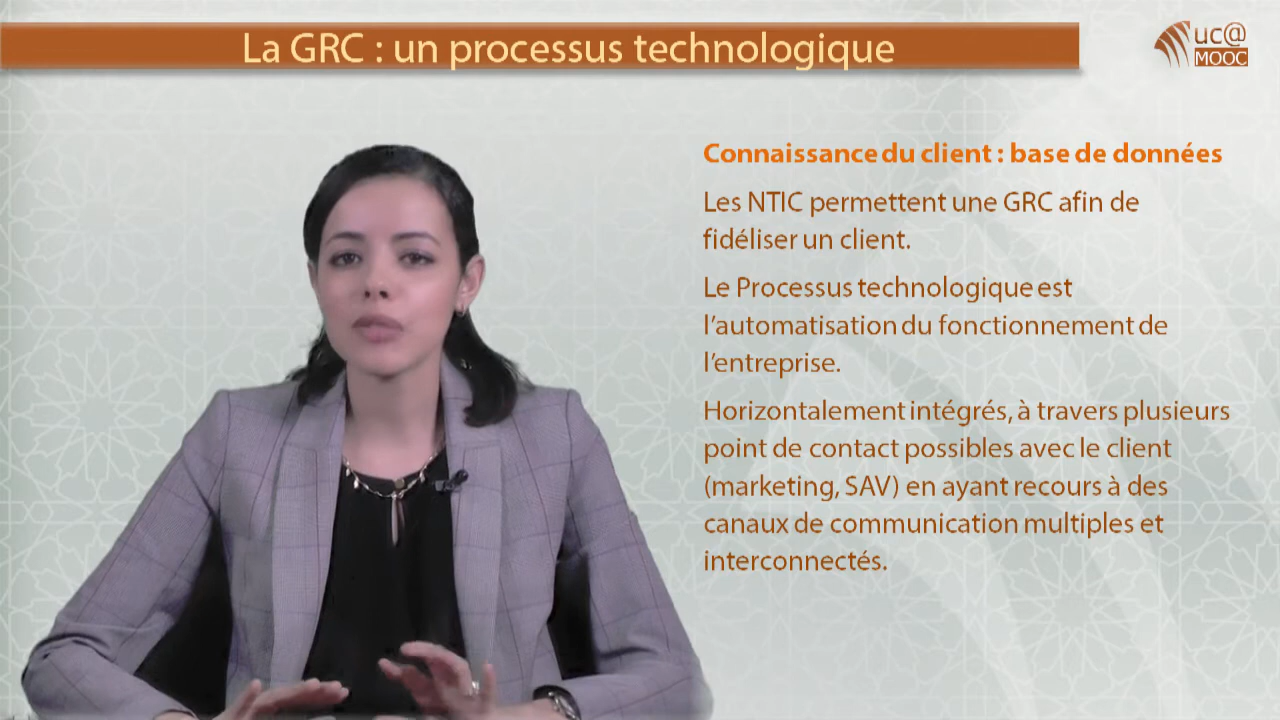 La GRC : un processus technologique
uc@
MOOC
Connaissance du client : base de données
Les NTIC permettent une GRC afin de
fidéliser un client.
Le Processus technologique est
l’automatisation du fonctionnement de
l’entreprise.
Horizontalement intégrés, à travers plusieurs
point de contact possibles avec le client
(marketing, SAV) en ayant recours à des
canaux de communication multiples et
interconnectés.